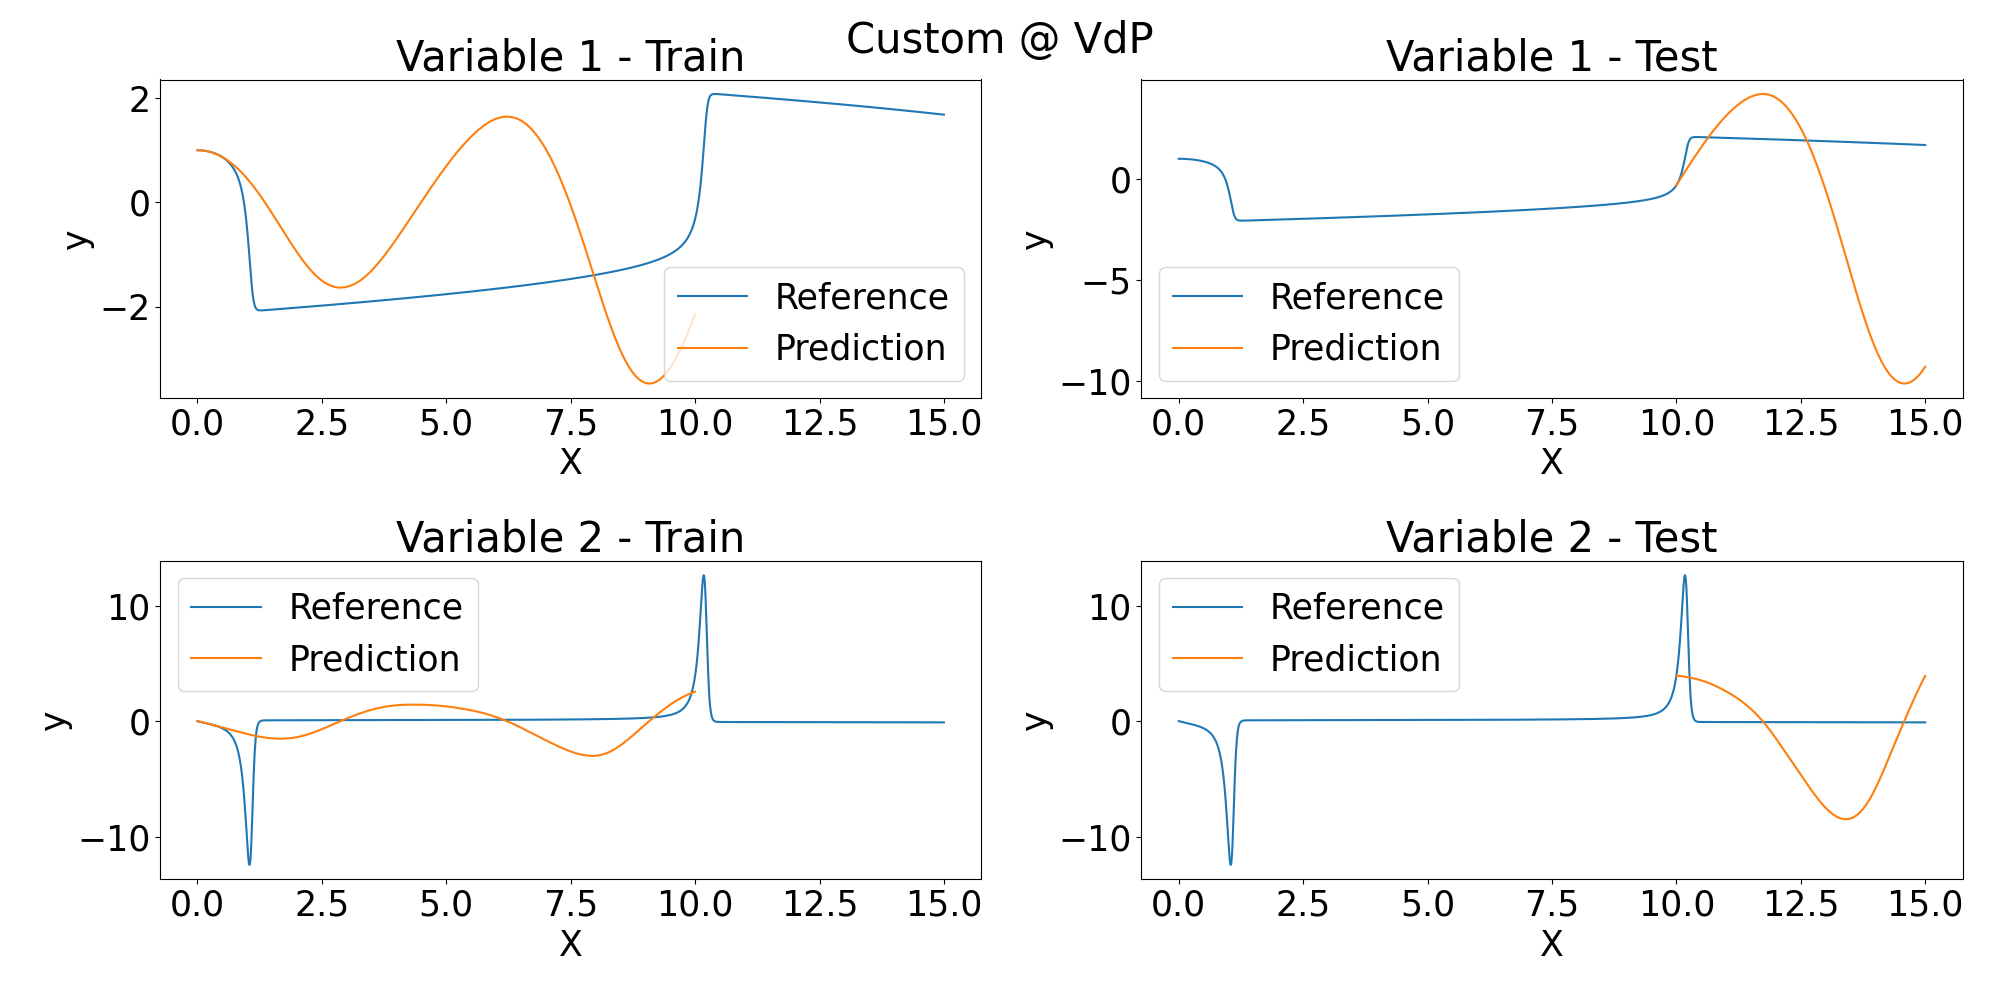 Custom @ VdP
Variable 1 - Train
2
0
−2
y
Reference
Prediction
0.0 2.5 5.0 7.5 10.0 12.5 15.0
X
Variable 1 - Test
0
−5
−10
y
Reference
Prediction
0.0 2.5 5.0 7.5 10.0 12.5 15.0
X
Variable 2 - Train
10
0
−10
y
Reference
Prediction
0.0 2.5 5.0 7.5 10.0 12.5 15.0
X
Variable 2 - Test
10
0
−10
y
Reference
Prediction
0.0 2.5 5.0 7.5 10.0 12.5 15.0
X